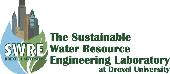 SWRE
The Sustainable
Water Resource
Engineering Laboratory
at Drexel University